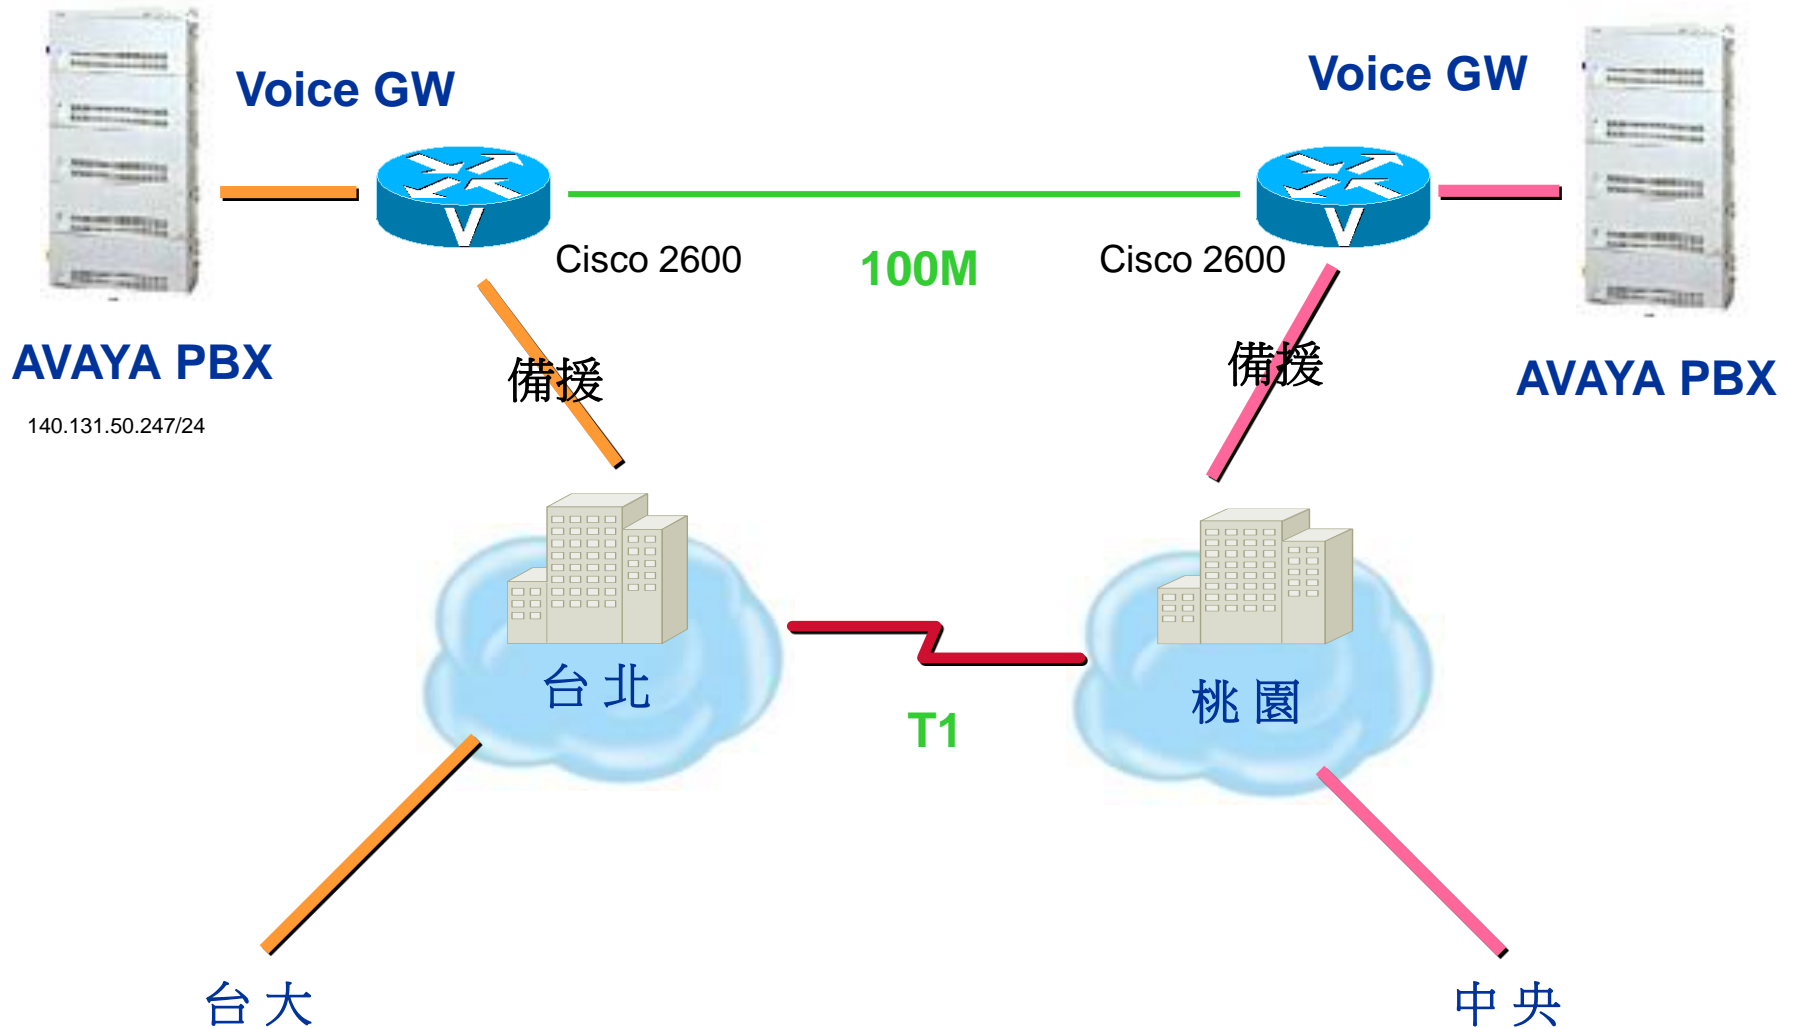 Voice GW
Voice GW
V
V
Cisco 2600
100M
Cisco 2600
AVAYA PBX
備援
備援
AVAYA PBX
140.131.50.247/24
台北
桃園
T1
台大
中央